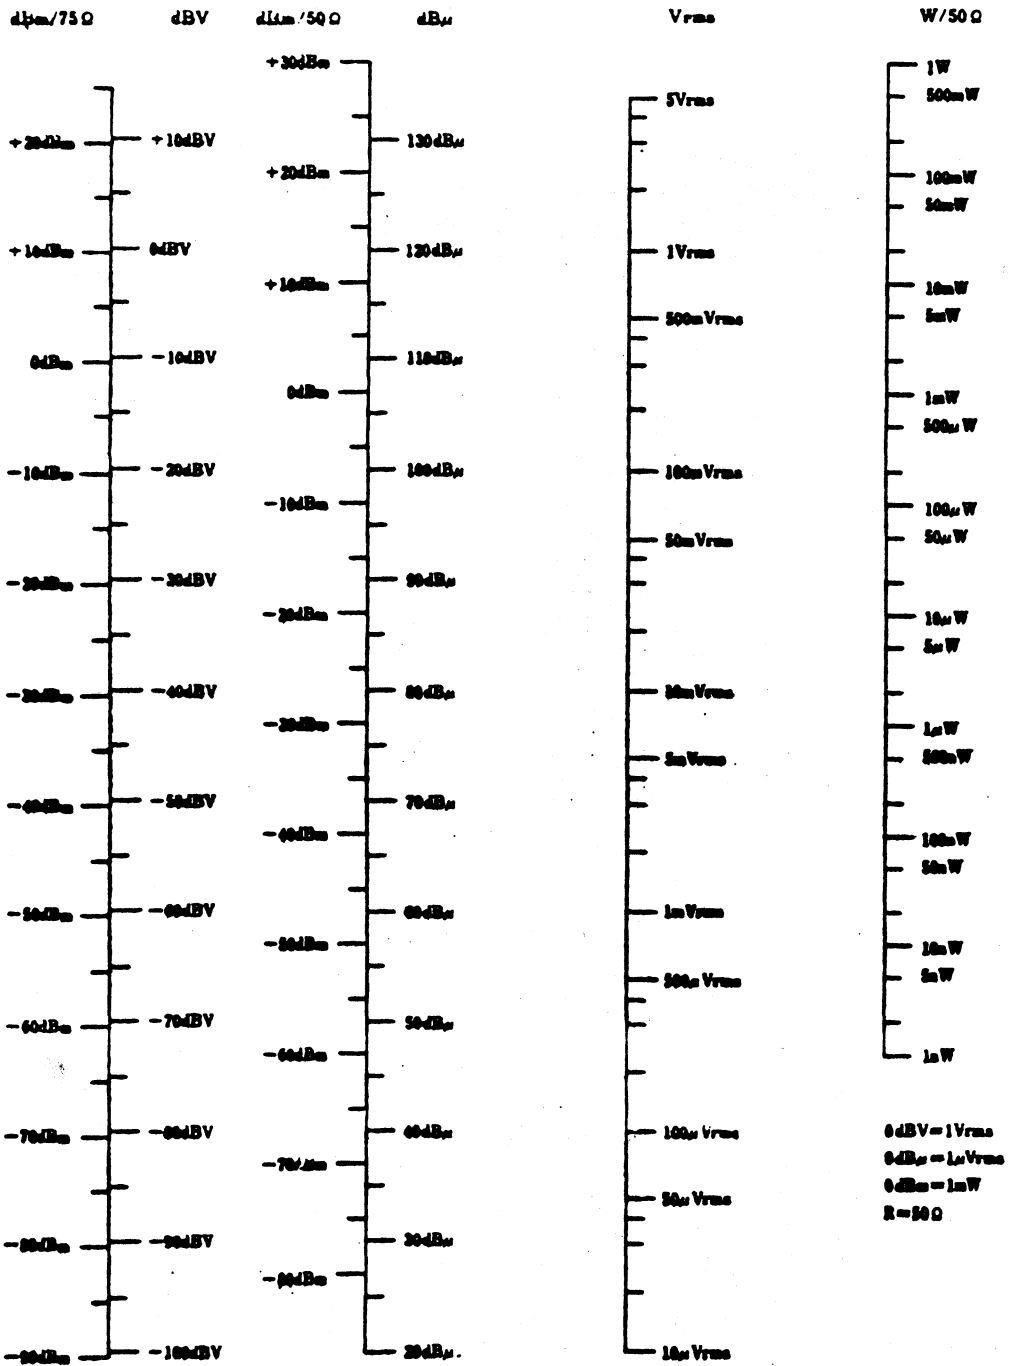 dBm/75Ω dBV dBm/50Ω dBμ Vrms W/50Ω
+30dBm 1W
5Vrms 500mW
+20dBm +10dBV 130dBμ
+20dBm 100mW
50mW
+10dBm 0dBV 120dBμ 1Vrms
+10dBm 10mW
500mVrms 5mW
0dBm -10dBV 110dBμ
0dBm 1mW
500μW
-10dBm -20dBV 100dBμ 100mVrms
-10dBm 100μW
50mVrms 50μW
-20dBm -30dBV 90dBμ
-20dBm 10μW
5μW
-30dBm -40dBV 80dBμ 10mVrms
-30dBm 1μW
5mVrms 500nW
-40dBm -50dBV 70dBμ
-40dBm 100nW
50nW
-50dBm -60dBV 60dBμ 1mVrms
-50dBm 10nW
500μVrms 5nW
-60dBm -70dBV 50dBμ
-60dBm 1nW
-70dBm -80dBV 40dBμ 100μVrms 0dBV=1Vrms
0dBμ=1μVrms
-70dBm
0dBm=1mW
50μVrms R=50Ω
-80dBm -90dBV 30dBμ
-80dBm
-90dBm -100dBV 20dBμ. 10μVrms